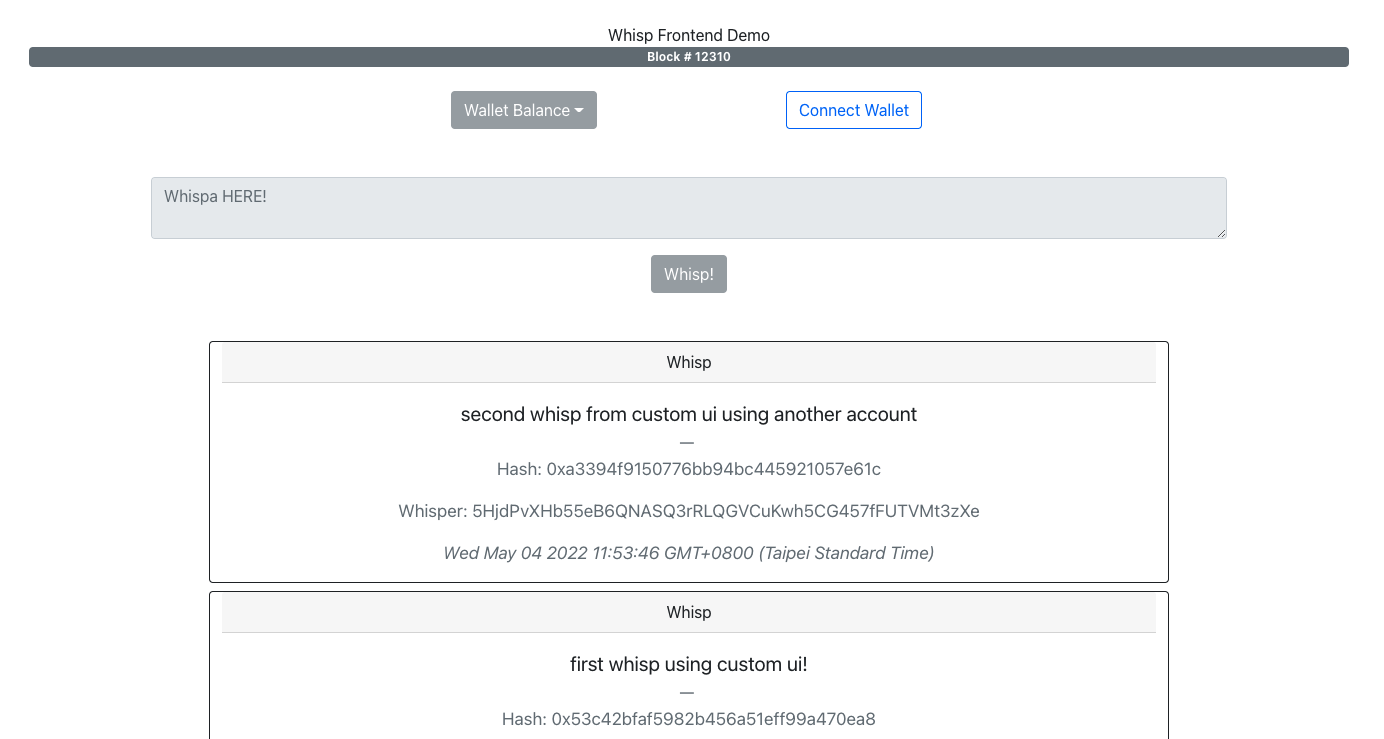 Whisp Frontend Demo
Block # 12310
Wallet Balance
Connect Wallet
Whispa HERE!
Whisp!
Whisp
second whisp from custom ui using another account
—
Hash: 0xa3394f9150776bb94bc445921057e61c
Whisper: 5HjdPvXHb55eB6QNASQ3rRLQGVCuKwh5CG457fFUTVMt3zXe
Wed May 04 2022 11:53:46 GMT+0800 (Taipei Standard Time)
Whisp
first whisp using custom ui!
—
Hash: 0x53c42bfaf5982b456a51eff99a470ea8